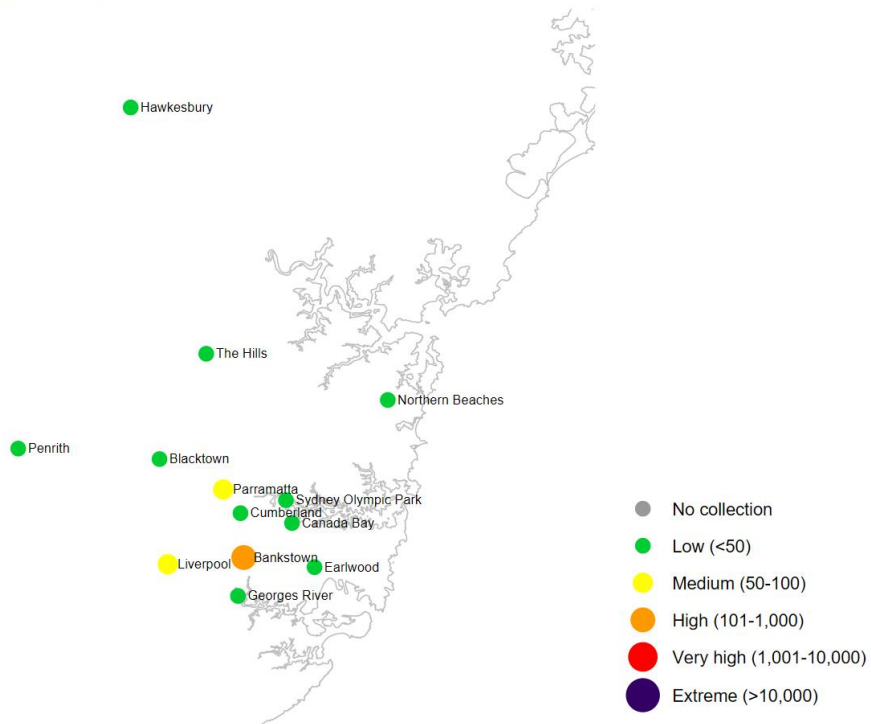 Hawkesbury
The Hills
Northern Beaches
Penrith
Blacktown
Parramatta
Sydney Olympic Park
Cumberland
Canada Bay
Bankstown
Liverpool
Earlwood
Georges River
No collection
Low (<50)
Medium (50-100)
High (101-1,000)
Very high (1,001-10,000)
Extreme (>10,000)